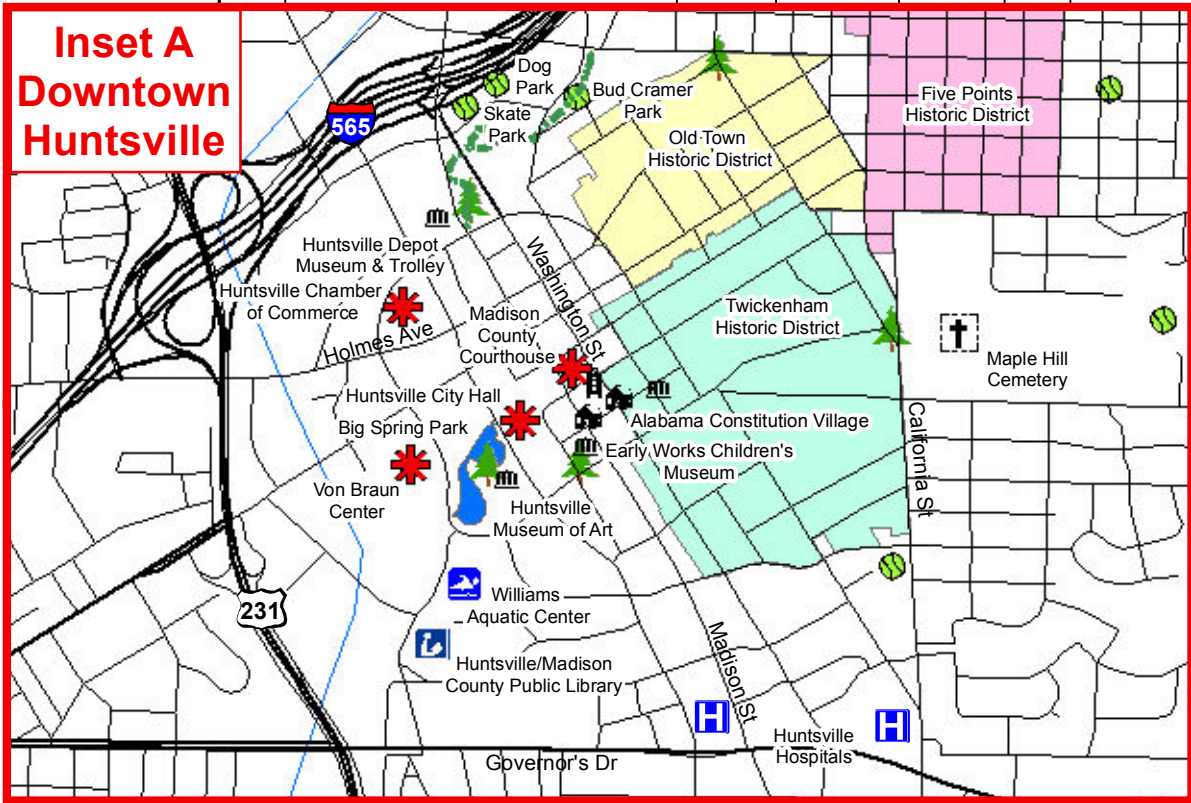 Inset A
Downtown
Huntsville
565
Dog
Park
Skate
Park
Bud Cramer
Park
Five Points
Historic District
Old Town
Historic District
Huntsville Depot
Museum & Trolley
Huntsville Chamber
of Commerce
Holmes Ave
Washington St
Madison
County
Courthouse
Twickenham
Historic District
Maple Hill
Cemetery
Huntsville City Hall
Big Spring Park
Alabama Constitution Village
Early Works Children's
Museum
California St
Von Braun
Center
Huntsville
Museum of Art
231
Williams
Aquatic Center
Huntsville/Madison
County Public Library
Madison St
H
H
Huntsville
Hospitals
Governor's Dr